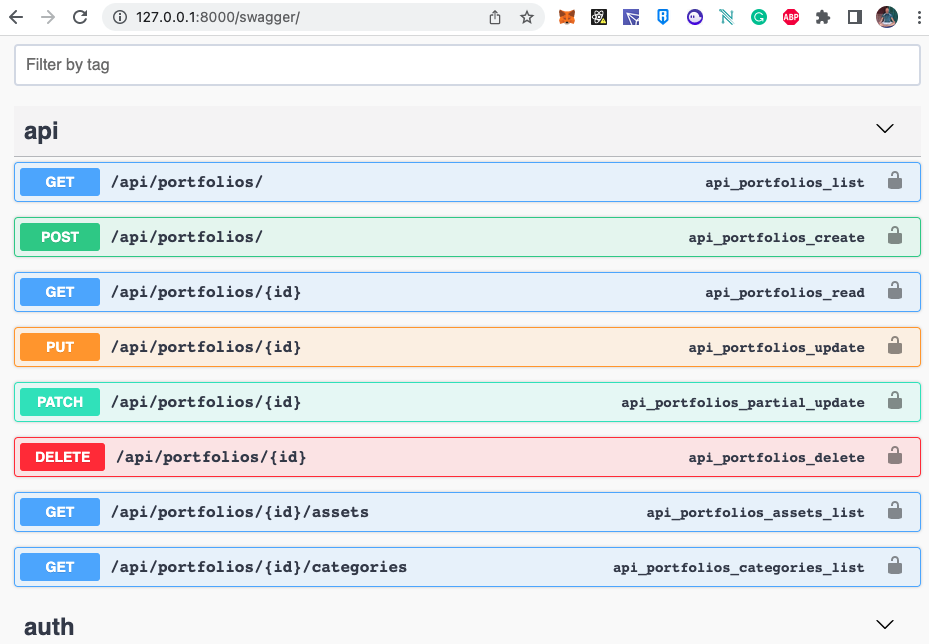 127.0.0.1:8000/swagger/
ABP
Filter by tag
api
GET /api/portfolios/ api_portfolios_list
POST /api/portfolios/ api_portfolios_create
GET /api/portfolios/{id} api_portfolios_read
PUT /api/portfolios/{id} api_portfolios_update
PATCH /api/portfolios/{id} api_portfolios_partial_update
DELETE /api/portfolios/{id} api_portfolios_delete
GET /api/portfolios/{id}/assets api_portfolios_assets_list
GET /api/portfolios/{id}/categories api_portfolios_categories_list
auth